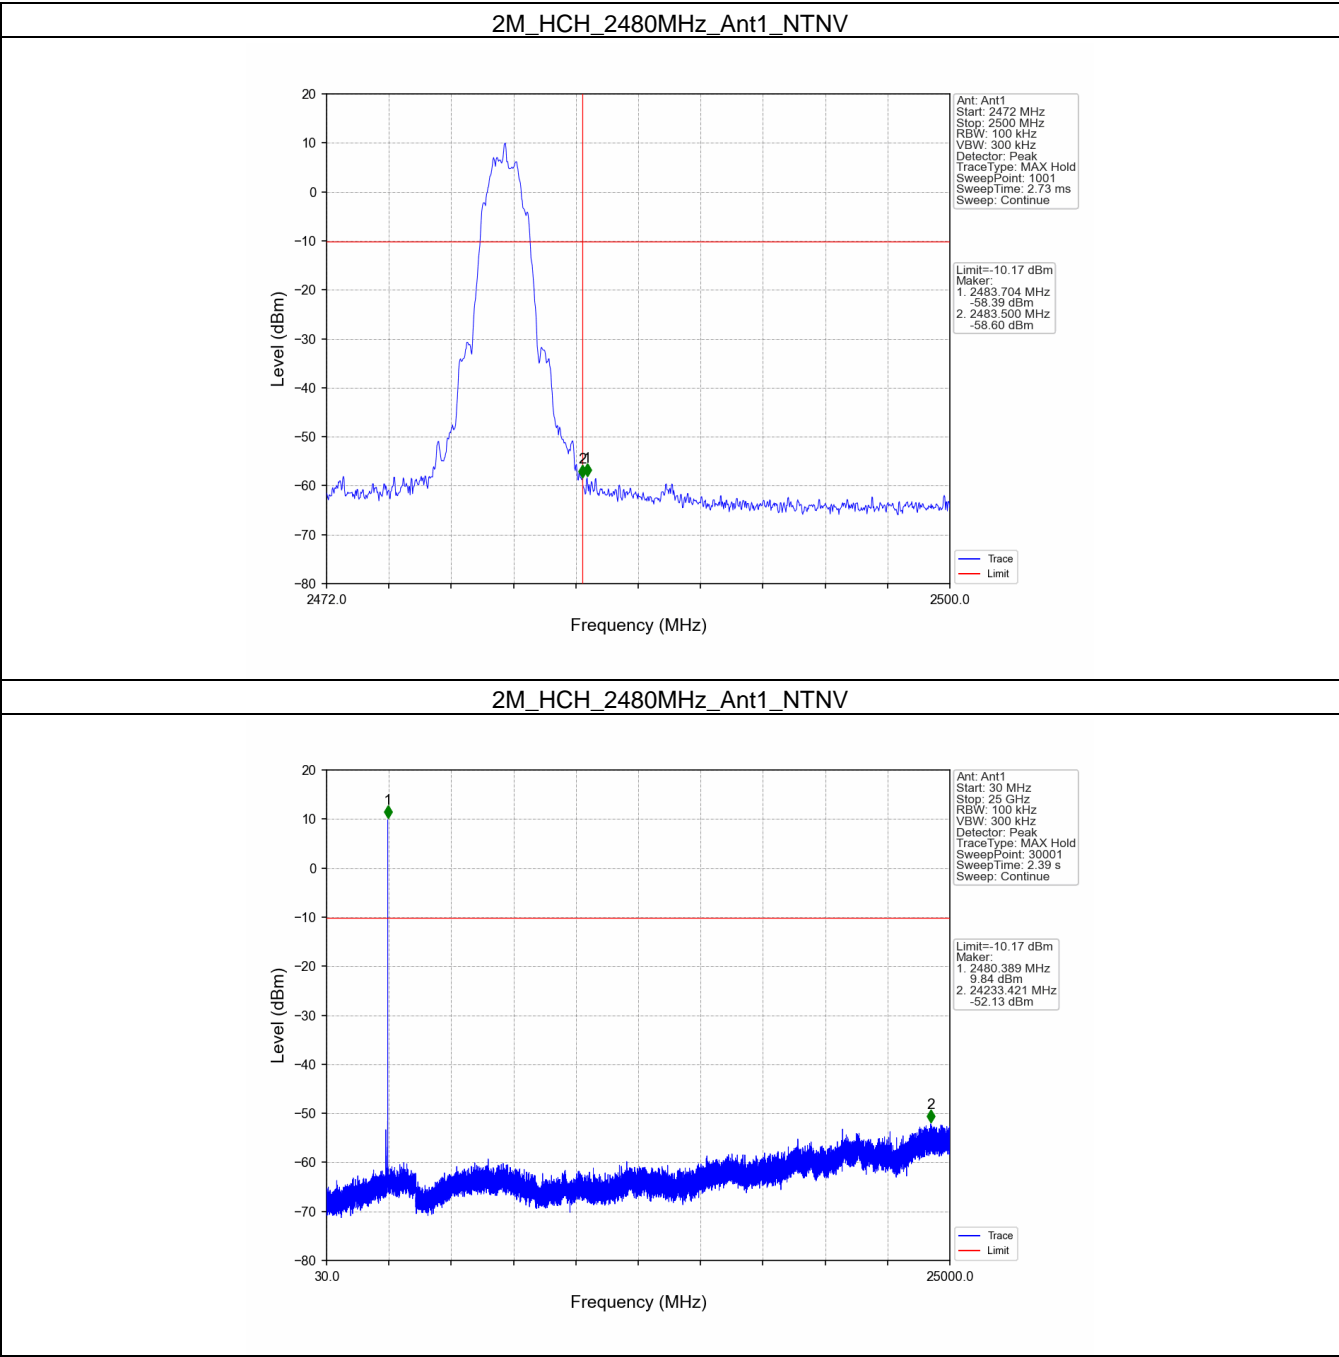 2M_HCH_2480MHz_Ant1_NTNV
20
10
0
−10
−20
−30
−40
−50
−60
−70
−80
Level (dBm)
2472.0
2500.0
Frequency (MHz)
2
1
Ant: Ant1
Start: 2472 MHz
Stop: 2500 MHz
RBW: 100 kHz
VBW: 300 kHz
Detector: Peak
TraceType: MAX Hold
SweepPoint: 1001
SweepTime: 2.73 ms
Sweep: Continue
Limit=-10.17 dBm
Maker:
1. 2483.704 MHz
-58.39 dBm
2. 2483.500 MHz
-58.60 dBm
Trace
Limit
2M_HCH_2480MHz_Ant1_NTNV
20
10
0
−10
−20
−30
−40
−50
−60
−70
−80
Level (dBm)
30.0
25000.0
Frequency (MHz)
1
2
Ant: Ant1
Start: 30 MHz
Stop: 25 GHz
RBW: 100 kHz
VBW: 300 kHz
Detector: Peak
TraceType: MAX Hold
SweepPoint: 30001
SweepTime: 2.39 s
Sweep: Continue
Limit=-10.17 dBm
Maker:
1. 2480.389 MHz
9.84 dBm
2. 24233.421 MHz
-52.13 dBm
Trace
Limit